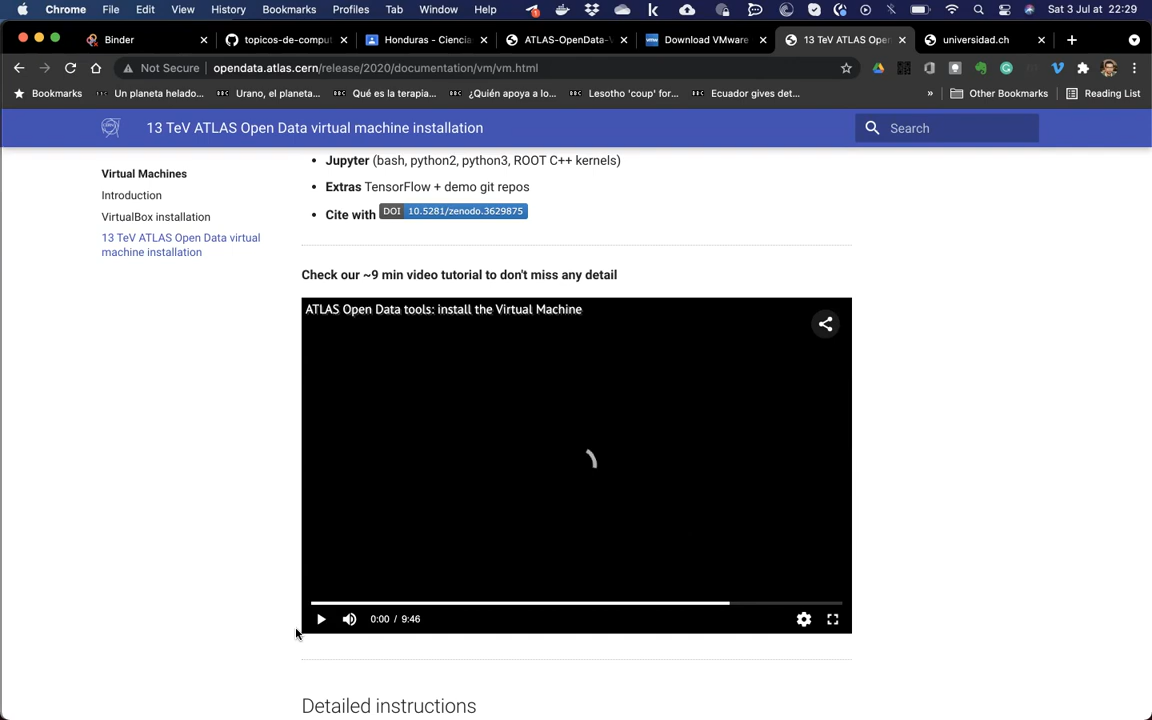 Chrome File Edit View History Bookmarks Profiles Tab Window Help Sat 3 Jul at 22:29
Binder topicos-de-comput Honduras - Ciencia ATLAS-OpenData- Download VMware 13 TeV ATLAS Open universidad.ch
Not Secure opendata.atlas.cern/release/2020/documentation/vm/vm.html
Bookmarks Un planeta helado... Urano, el planeta... Qué es la terapia... ¿Quién apoya a lo... Lesotho 'coup' for... Ecuador gives det... » Other Bookmarks Reading List
13 TeV ATLAS Open Data virtual machine installation Search
Virtual Machines
Introduction
VirtualBox installation
13 TeV ATLAS Open Data virtual
machine installation
• Jupyter (bash, python2, python3, ROOT C++ kernels)
• Extras TensorFlow + demo git repos
• Cite with DOI 10.5281/zenodo.3629875
Check our ~9 min video tutorial to don't miss any detail
ATLAS Open Data tools: install the Virtual Machine
0:00 / 9:46
Detailed instructions